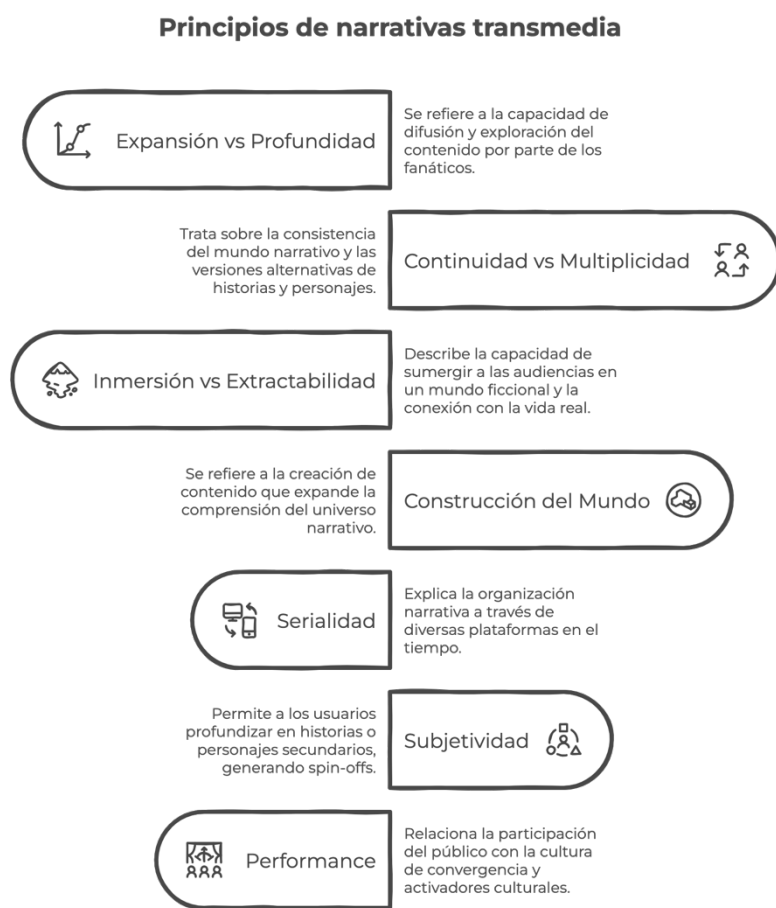 Principios de narrativas transmedia
Expansión vs Profundidad
Se refiere a la capacidad de
difusión y exploración del
contenido por parte de los
fanáticos.
Trata sobre la consistencia
del mundo narrativo y las
versiones alternativas de
historias y personajes.
Continuidad vs Multiplicidad
Inmersión vs Extractabilidad
Describe la capacidad de
sumergir a las audiencias en
un mundo ficcional y la
conexión con la vida real.
Se refiere a la creación de
contenido que expande la
comprensión del universo
narrativo.
Construcción del Mundo
Serialidad
Explica la organización
narrativa a través de
diversas plataformas en el
tiempo.
Permite a los usuarios
profundizar en historias o
personajes secundarios,
generando spin-offs.
Subjetividad
Performance
Relaciona la participación
del público con la cultura
de convergencia y
activadores culturales.